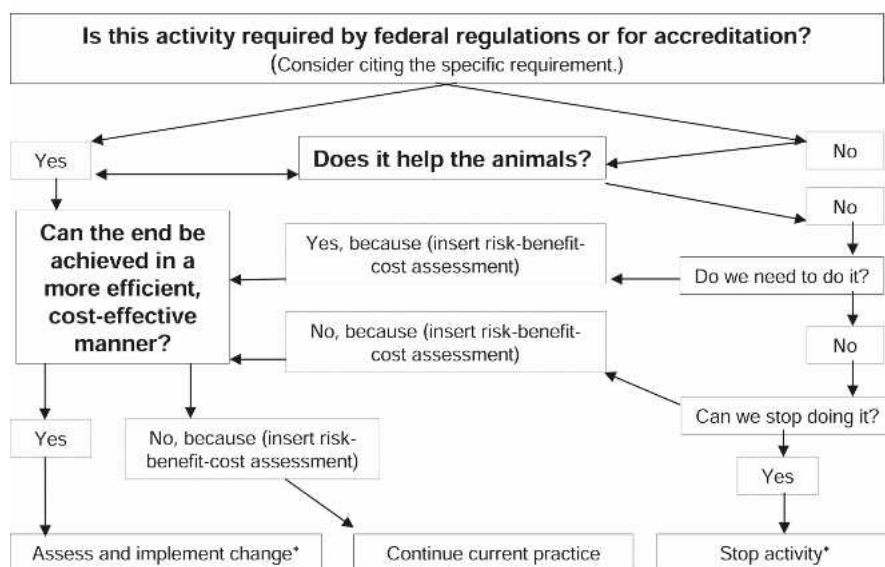 Is this activity required by federal regulations or for accreditation?
(Consider citing the specific requirement.)
Yes
Does it help the animals?
No
No
Can the end be
achieved in a
more efficient,
cost-effective
manner?
Yes, because (insert risk-benefit-
cost assessment)
Do we need to do it?
No, because (insert risk-benefit-
cost assessment)
No
Can we stop doing it?
Yes
No, because (insert risk-
benefit-cost assessment)
Yes
Assess and implement change*
Continue current practice
Stop activity*